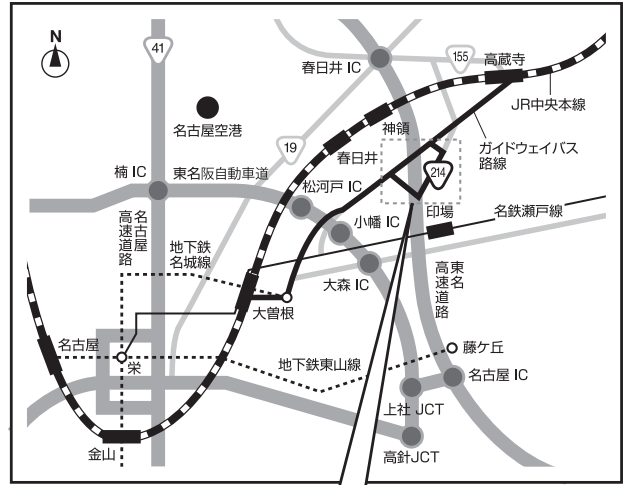 N
41
155
高蔵寺
春日井 IC
JR中央本線
名古屋空港
神領
19
春日井
ガイドウェイバス
路線
214
楠 IC
東名阪自動車道
松河戸 IC
印場
名鉄瀬戸線
小幡 IC
名古屋
高速道路
地下鉄
名城線
大森 IC
東名
高速道路
大曽根
名古屋
栄
地下鉄東山線
藤ケ丘
名古屋 IC
上社 JCT
金山
高針JCT